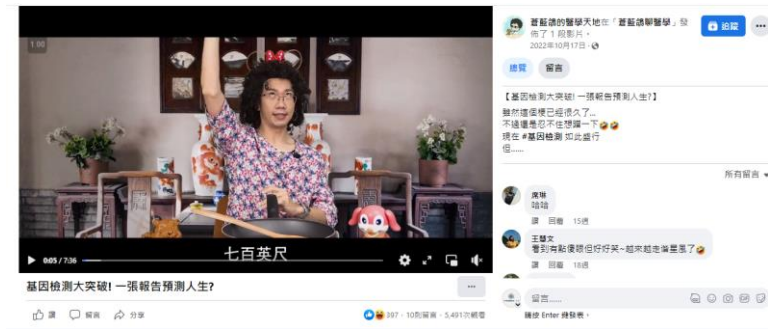 1:00
七百英尺
0:05 / 7:36
基因檢測大突破! 一張報告預測人生?
讚 留言 分享
397 · 10則留言 · 5,491次觀看
蒼藍鴿的醫學天地在「蒼藍鴿聊醫學」發
佈了 1 段影片。
2022年10月17日
追蹤
總覽 留言
【基因檢測大突破! 一張報告預測人生?】
雖然這個梗已經很久了...
不過還是忍不住想蹭一下
現在 #基因檢測 如此盛行
但......
所有留言
哈哈
讚 回覆 15週
王慧文
看到有點傻眼但好好笑~越來越走諧星風了
讚 回覆 18週
留言......
請按 Enter 鍵發表。